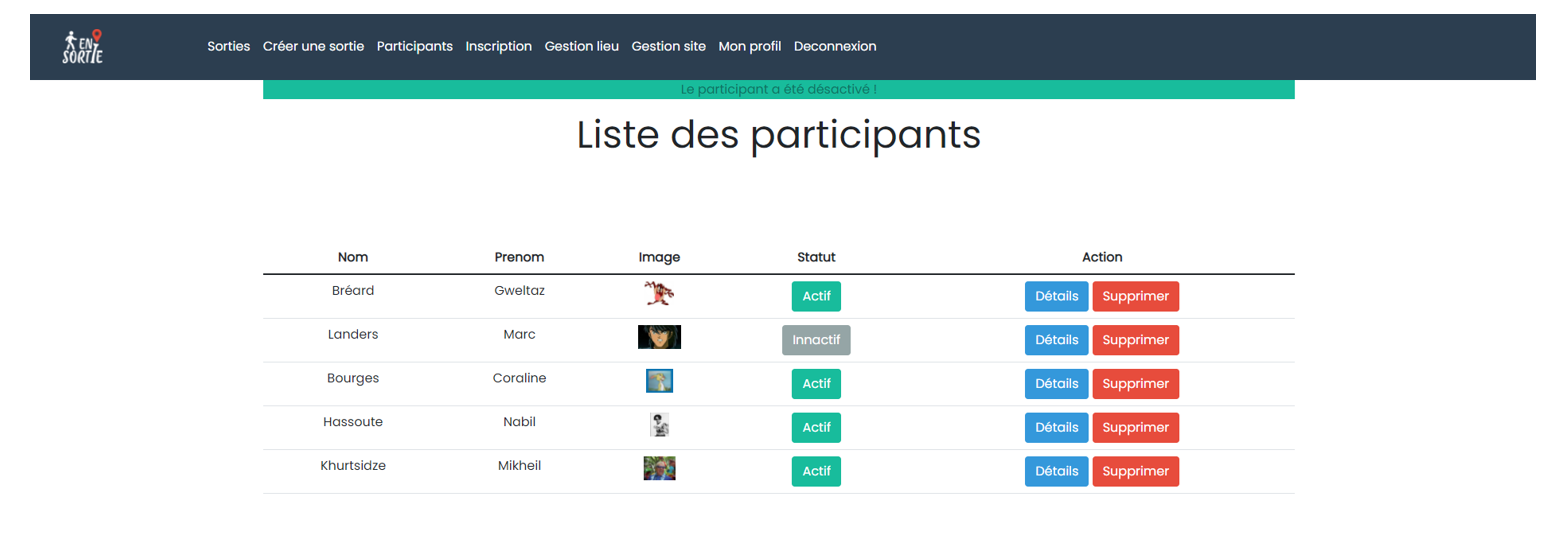 EN
SORTIE
Sorties Créer une sortie Participants Inscription Gestion lieu Gestion site Mon profil Deconnexion
Le participant a été désactivé !
Liste des participants
Nom Prenom Image Statut Action
Bréard Gweltaz Actif Détails Supprimer
Landers Marc Innactif Détails Supprimer
Bourges Coraline Actif Détails Supprimer
Hassoute Nabil Actif Détails Supprimer
Khurtsidze Mikheil Actif Détails Supprimer